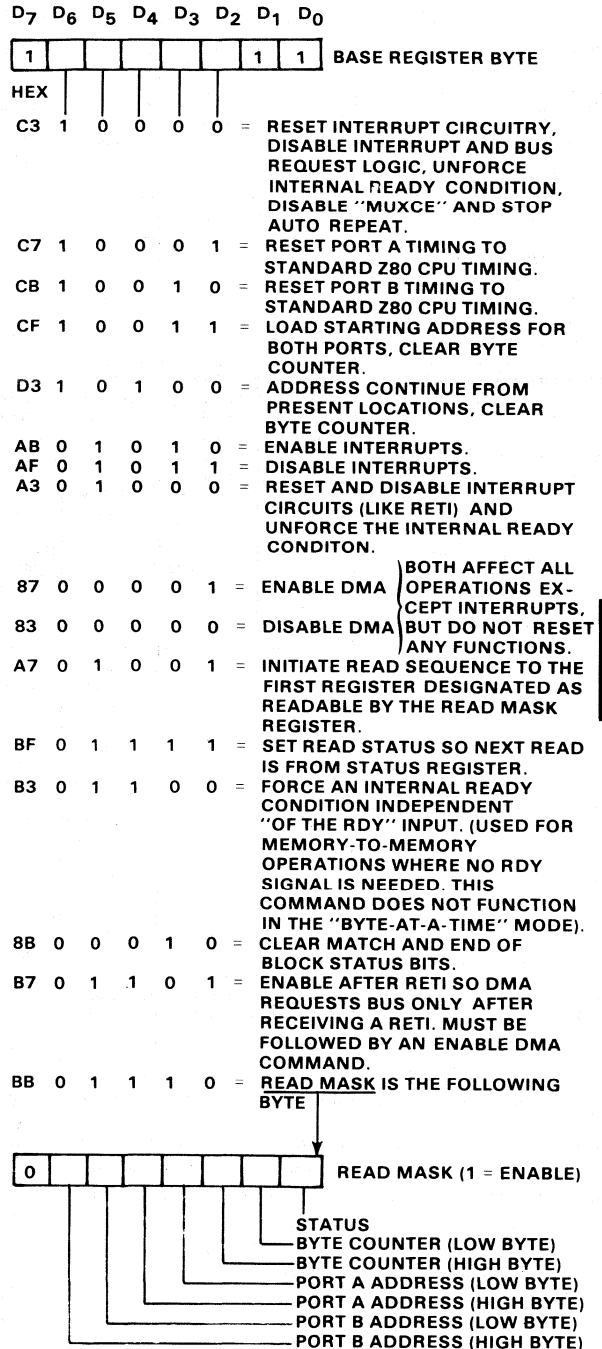 D7 D6 D5 D4 D3 D2 D1 D0
1 1 1 BASE REGISTER BYTE
HEX
C3 1 0 0 0 0 = RESET INTERRUPT CIRCUITRY,
DISABLE INTERRUPT AND BUS
REQUEST LOGIC, UNFORCE
INTERNAL READY CONDITION,
DISABLE "MUXCE" AND STOP
AUTO REPEAT.
C7 1 0 0 0 1 = RESET PORT A TIMING TO
STANDARD Z80 CPU TIMING.
CB 1 0 0 1 0 = RESET PORT B TIMING TO
STANDARD Z80 CPU TIMING.
CF 1 0 0 1 1 = LOAD STARTING ADDRESS FOR
BOTH PORTS, CLEAR BYTE
COUNTER.
D3 1 0 1 0 0 = ADDRESS CONTINUE FROM
PRESENT LOCATIONS, CLEAR
BYTE COUNTER.
AB 0 1 0 1 0 = ENABLE INTERRUPTS.
AF 0 1 0 1 1 = DISABLE INTERRUPTS.
A3 0 1 0 0 0 = RESET AND DISABLE INTERRUPT
CIRCUITS (LIKE RETI) AND
UNFORCE THE INTERNAL READY
CONDITON.
87 0 0 0 0 1 = ENABLE DMA
83 0 0 0 0 0 = DISABLE DMA
BOTH AFFECT ALL
OPERATIONS EX-
CEPT INTERRUPTS,
BUT DO NOT RESET
ANY FUNCTIONS.
A7 0 1 0 0 1 = INITIATE READ SEQUENCE TO THE
FIRST REGISTER DESIGNATED AS
READABLE BY THE READ MASK
REGISTER.
BF 0 1 1 1 1 = SET READ STATUS SO NEXT READ
IS FROM STATUS REGISTER.
B3 0 1 1 0 0 = FORCE AN INTERNAL READY
CONDITION INDEPENDENT
"OF THE RDY" INPUT. (USED FOR
MEMORY-TO-MEMORY
OPERATIONS WHERE NO RDY
SIGNAL IS NEEDED. THIS
COMMAND DOES NOT FUNCTION
IN THE "BYTE-AT-A-TIME" MODE).
8B 0 0 0 1 0 = CLEAR MATCH AND END OF
BLOCK STATUS BITS.
B7 0 1 1 0 1 = ENABLE AFTER RETI SO DMA
REQUESTS BUS ONLY AFTER
RECEIVING A RETI. MUST BE
FOLLOWED BY AN ENABLE DMA
COMMAND.
BB 0 1 1 1 0 = READ MASK IS THE FOLLOWING
BYTE
0 READ MASK (1 = ENABLE)
STATUS
BYTE COUNTER (LOW BYTE)
BYTE COUNTER (HIGH BYTE)
PORT A ADDRESS (LOW BYTE)
PORT A ADDRESS (HIGH BYTE)
PORT B ADDRESS (LOW BYTE)
PORT B ADDRESS (HIGH BYTE)